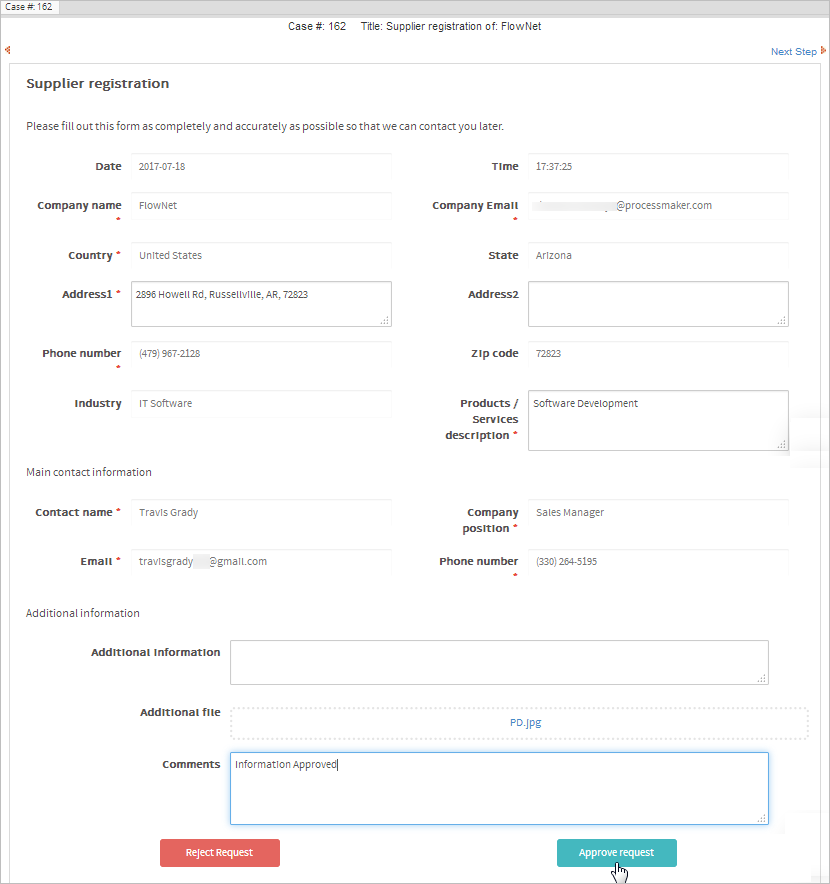 Case #: 162
Case #: 162 Title: Supplier registration of: FlowNet
Next Step
Supplier registration
Please fill out this form as completely and accurately as possible so that we can contact you later.
Date 2017-07-18 Time 17:37:25
Company name * FlowNet Company Email * @processmaker.com
Country * United States State Arizona
Address1 * 2896 Howell Rd, Russellville, AR, 72823 Address2
Phone number * (479) 967-2128 Zip code 72823
Industry IT Software Products / Services description * Software Development
Main contact information
Contact name * Travis Grady Company position * Sales Manager
Email * travisgrady @gmail.com Phone number * (330) 264-5195
Additional information
Additional information
Additional file PD.jpg
Comments Information Approved
Reject Request Approve request